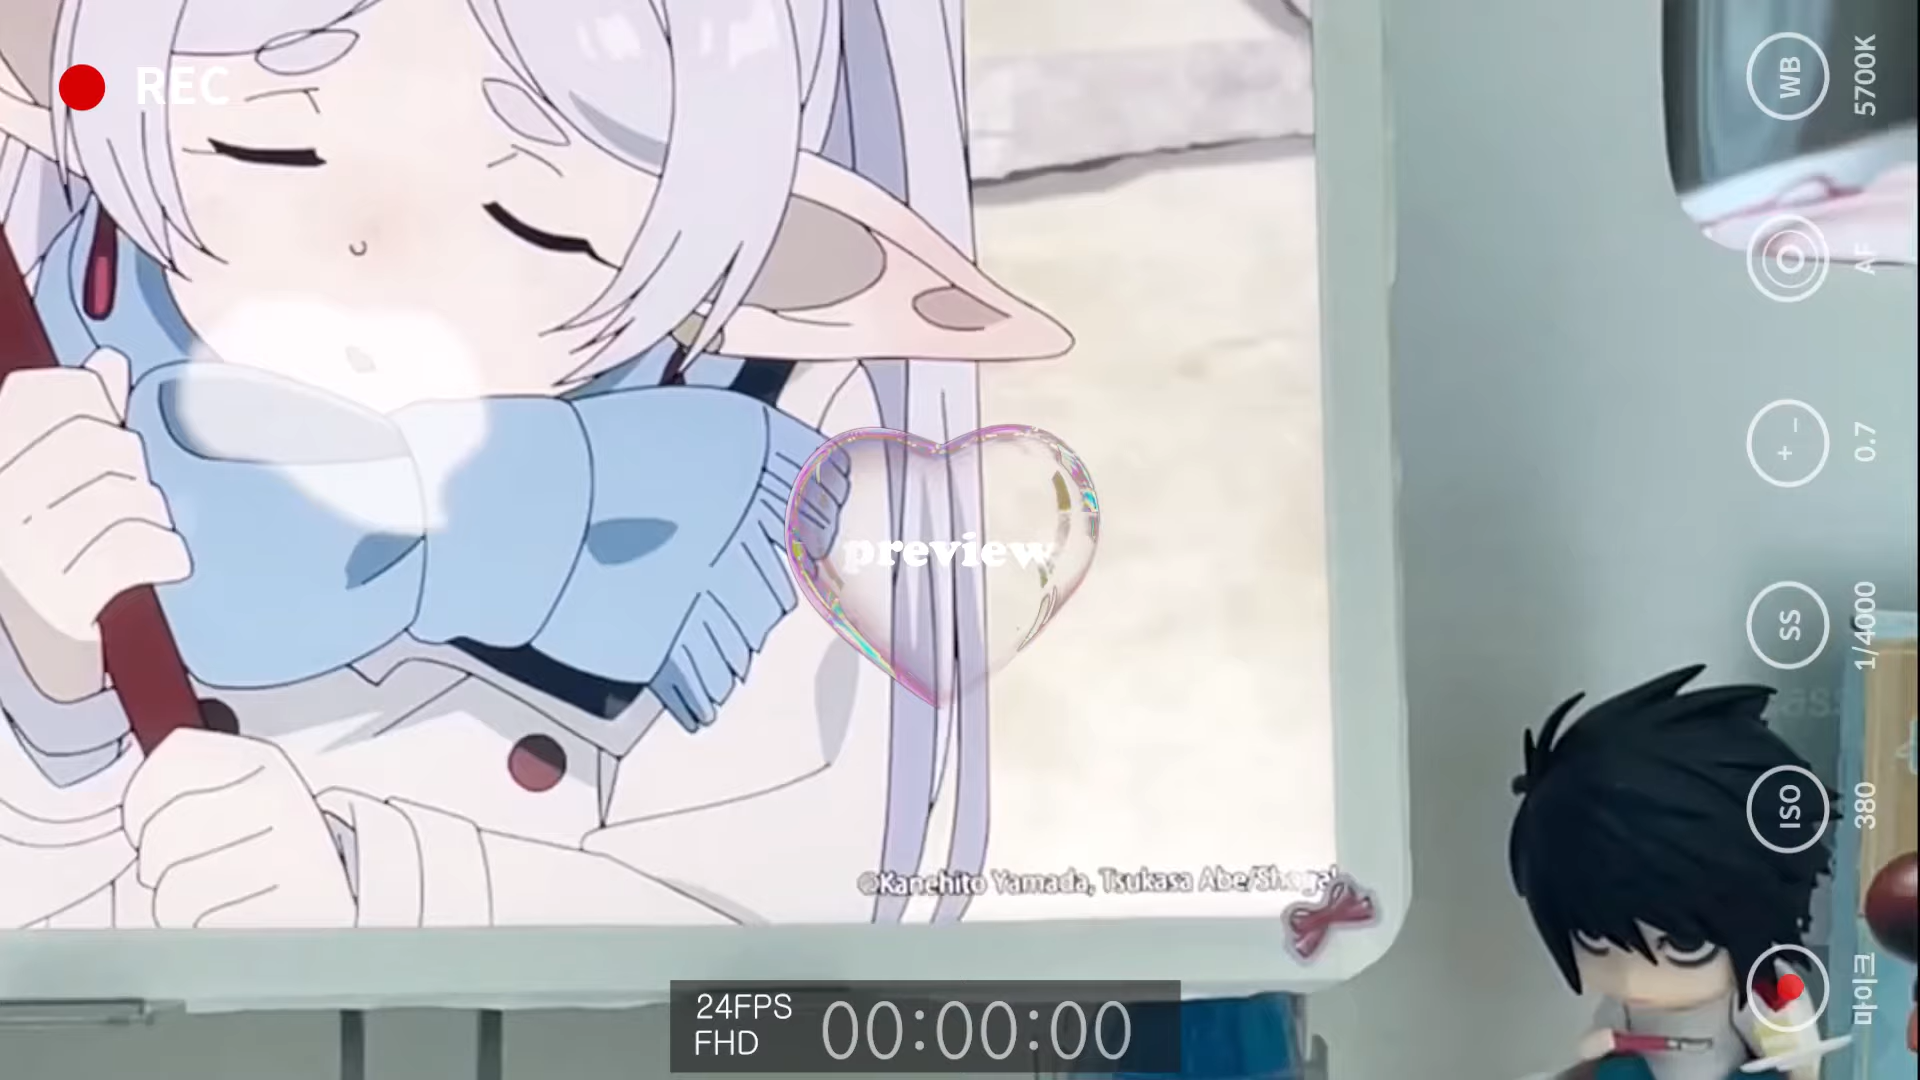 REC
WB
5700K
AF
0.7
preview
SS
1/4000
ISO
380
©Kanehito Yamada, Tsukasa Abe/Shoga
마이크
24FPS
FHD
00:00:00